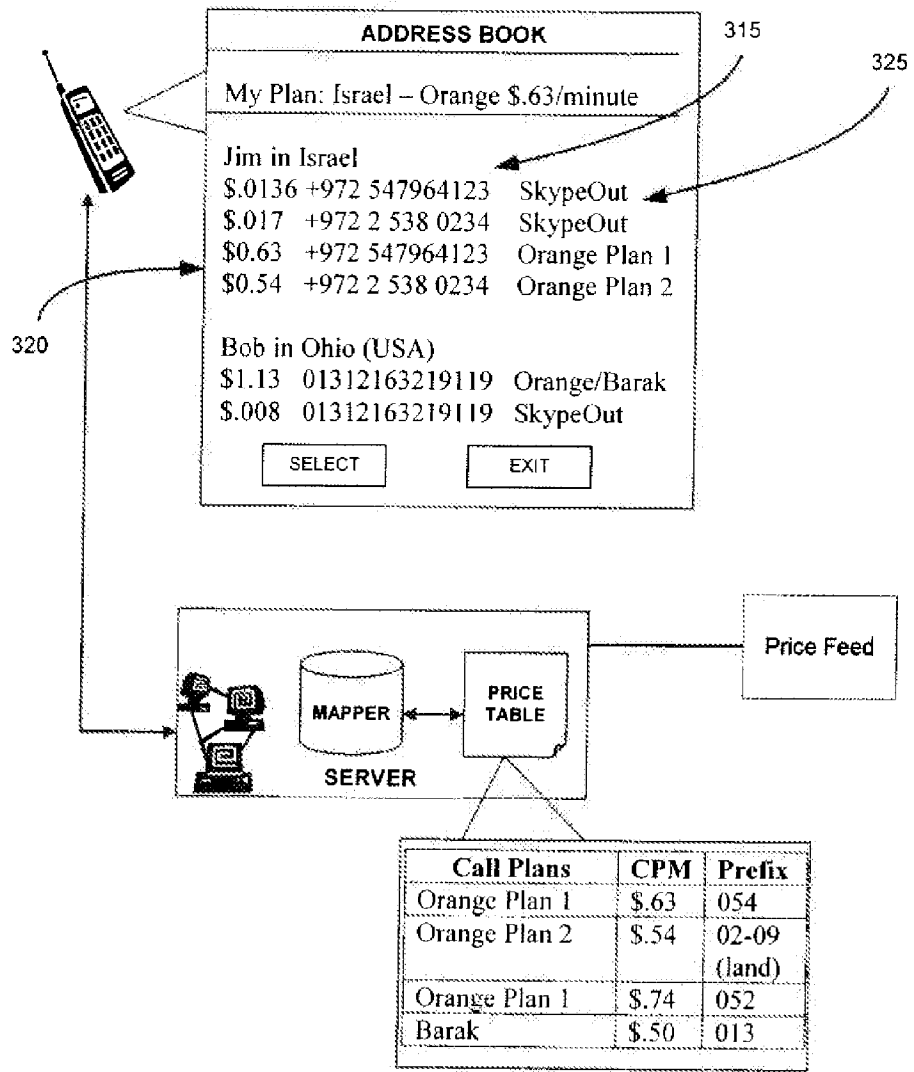 ADDRESS BOOK
315
325
My Plan: Israel – Orange $.63/minute
Jim in Israel
$.0136 +972 547964123 SkypeOut
$.017 +972 2 538 0234 SkypeOut
$0.63 +972 547964123 Orange Plan 1
$0.54 +972 2 538 0234 Orange Plan 2
320
Bob in Ohio (USA)
$1.13 01312163219119 Orange/Barak
$.008 01312163219119 SkypeOut
SELECT EXIT
Price Feed
MAPPER
PRICE
TABLE
SERVER
Call Plans CPM Prefix
Orange Plan 1 $.63 054
Orange Plan 2 $.54 02-09
(land)
Orange Plan 1 $.74 052
Barak $.50 013